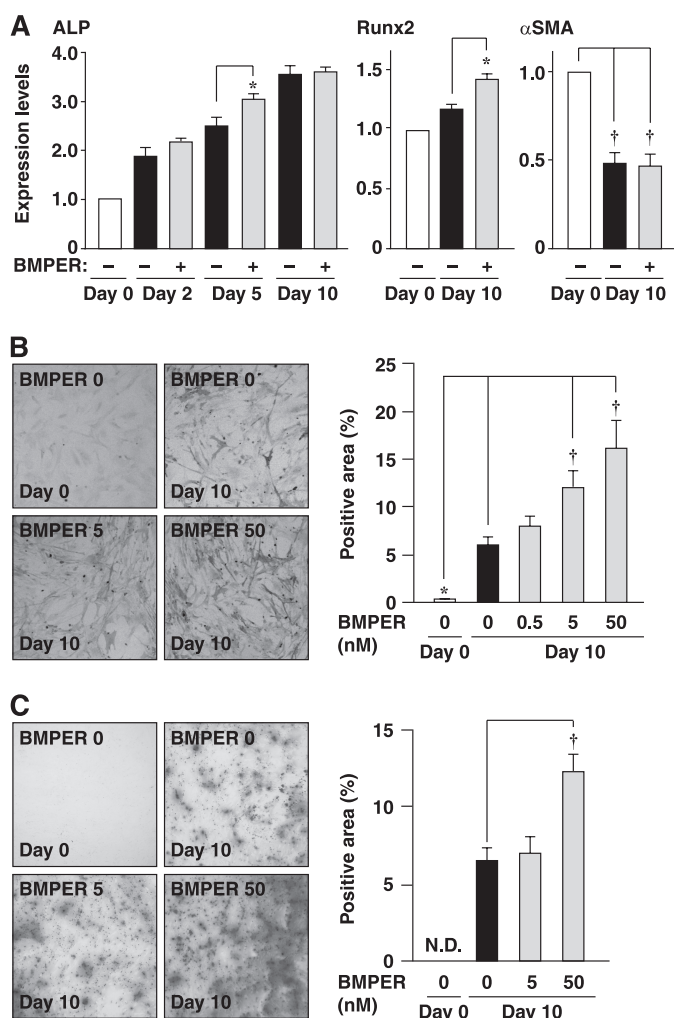 A
ALP
Runx2
αSMA
Expression levels
4.0
3.0
2.0
1.0
0
*
BMPER:
− − + − + − +
Day 0 Day 2 Day 5 Day 10
1.5
1.0
0.5
0
*
− − +
Day 0 Day 10
1.0
0.5
0
† †
− − +
Day 0 Day 10
B
BMPER 0
Day 0
BMPER 0
Day 10
BMPER 5
Day 10
BMPER 50
Day 10
Positive area (%)
25
20
15
10
5
0
*
†
†
BMPER 0 0 0.5 5 50
(nM) Day 0 Day 10
C
BMPER 0
Day 0
BMPER 0
Day 10
BMPER 5
Day 10
BMPER 50
Day 10
Positive area (%)
15
10
5
0
†
N.D.
BMPER 0 0 5 50
(nM) Day 0 Day 10